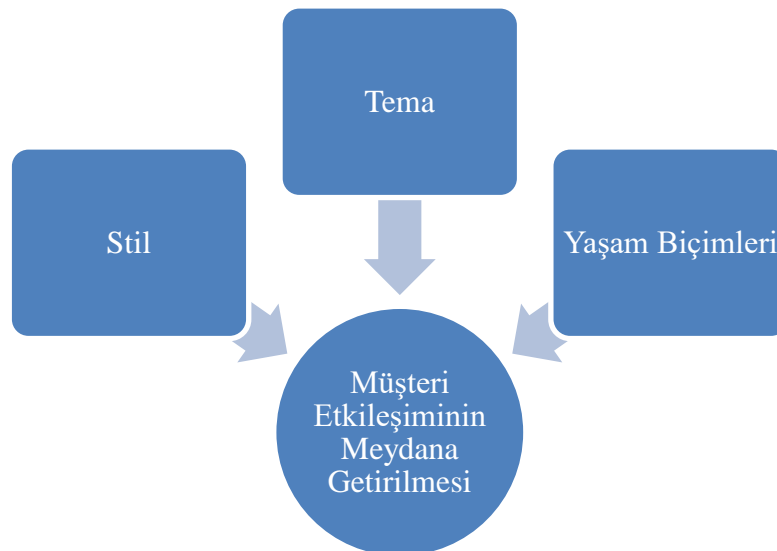 Tema
Stil
Yaşam Biçimleri
Müşteri
Etkileşiminin
Meydana
Getirilmesi